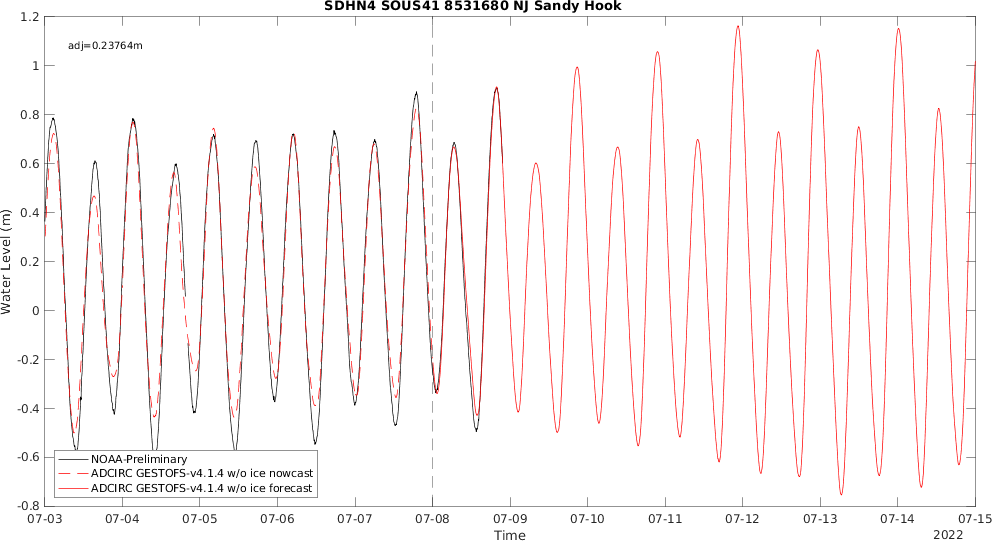 SDHN4 SOUS41 8531680 NJ Sandy Hook
1.2
adj=0.23764m
1
0.8
0.6
0.4
0.2
0
-0.2
-0.4
-0.6
-0.8
Water Level (m)
NOAA-Preliminary
ADCIRC GESTOFS-v4.1.4 w/o ice nowcast
ADCIRC GESTOFS-v4.1.4 w/o ice forecast
07-03 07-04 07-05 07-06 07-07 07-08 07-09 07-10 07-11 07-12 07-13 07-14 07-15
Time
2022